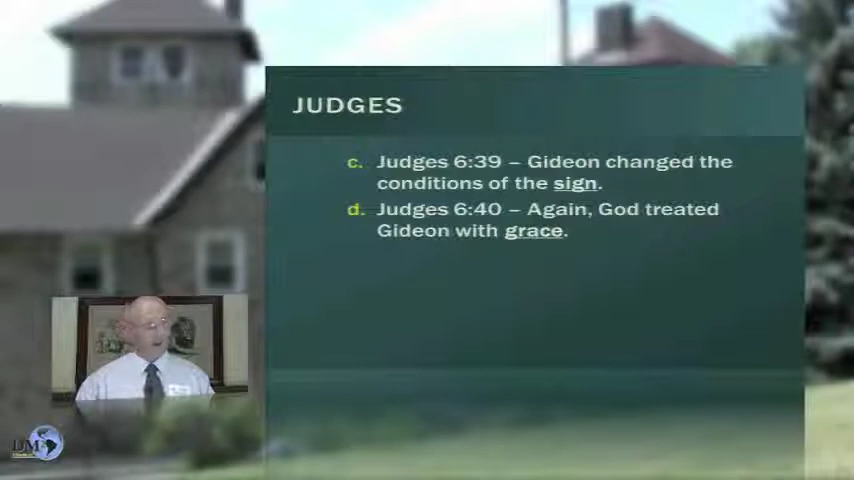 JUDGES
c. Judges 6:39 – Gideon changed the
conditions of the sign.
d. Judges 6:40 – Again, God treated
Gideon with grace.